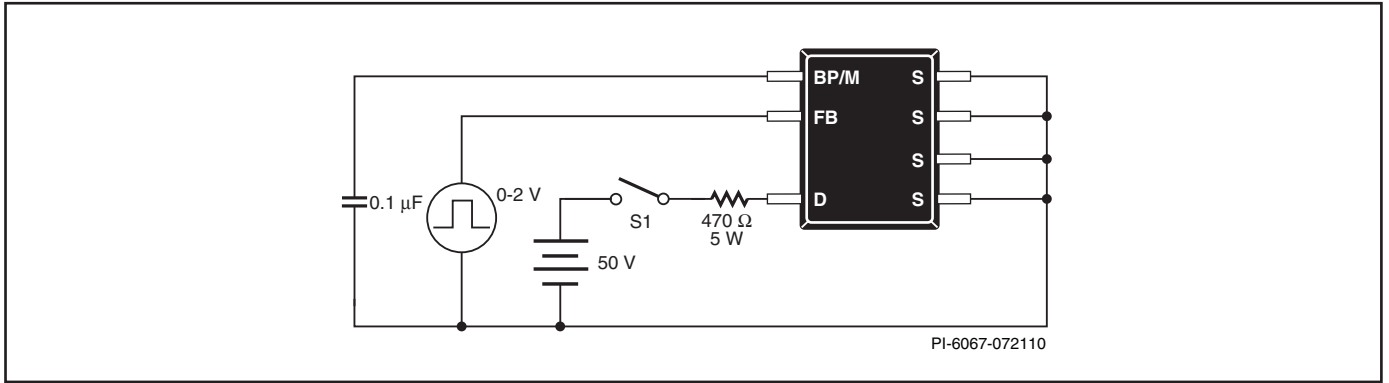 BP/M S
FB S
S
D S
0.1 μF
0-2 V
S1
470 Ω
5 W
50 V
PI-6067-072110